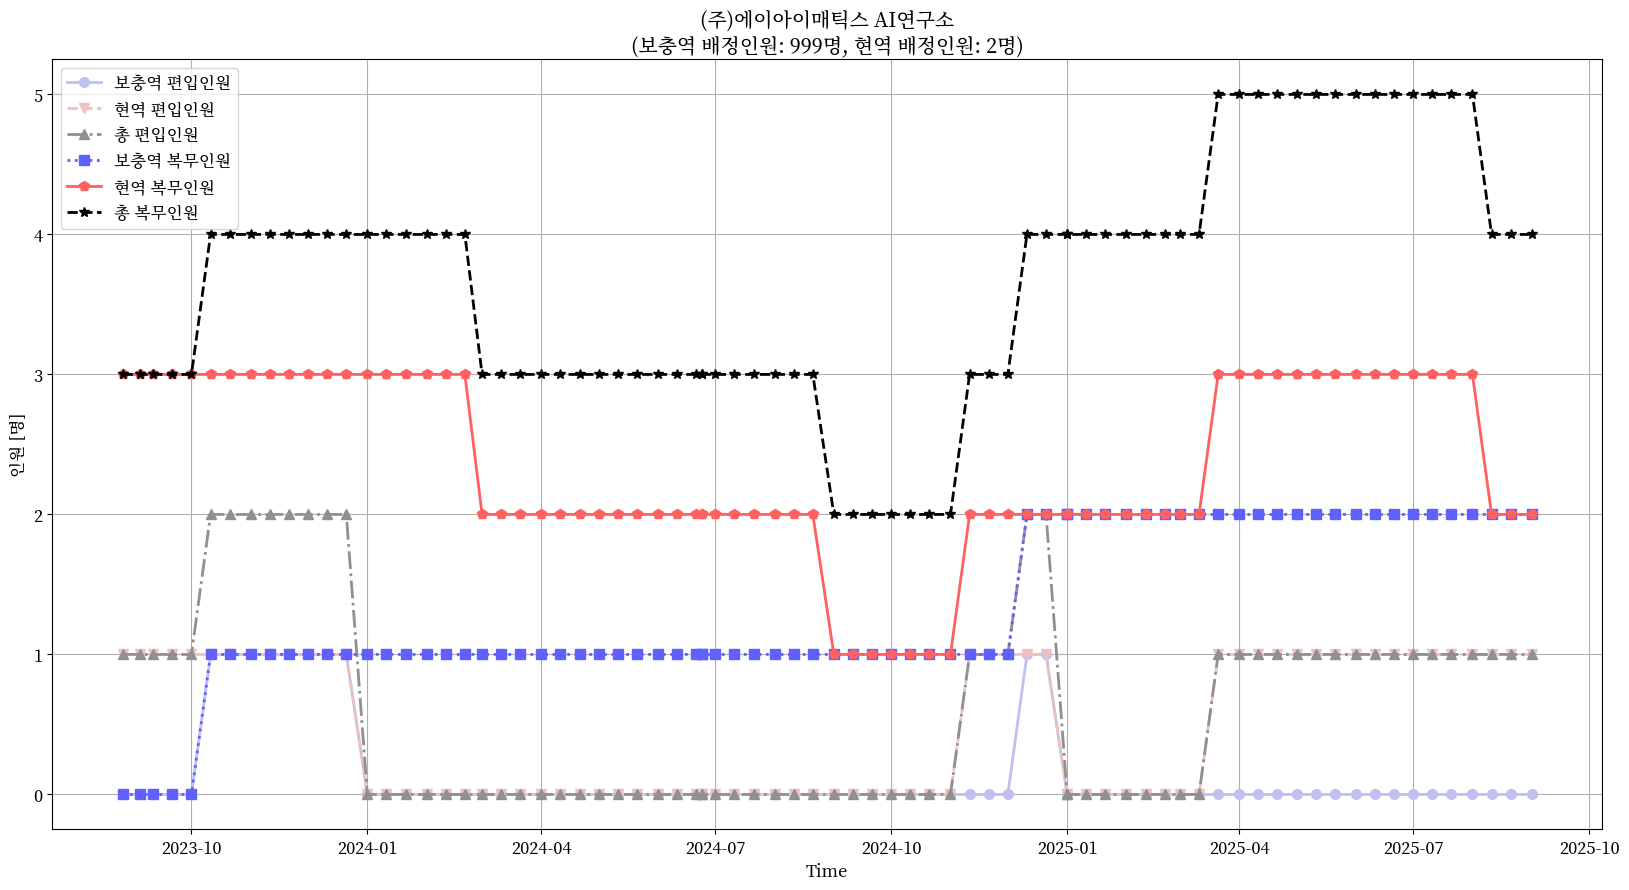 (주)에이아이매틱스 AI연구소
(보충역 배정인원: 999명, 현역 배정인원: 2명)
보충역 편입인원
현역 편입인원
총 편입인원
보충역 복무인원
현역 복무인원
총 복무인원
인원 [명]
5
4
3
2
1
0
2023-10
2024-01
2024-04
2024-07
2024-10
2025-01
2025-04
2025-07
2025-10
Time